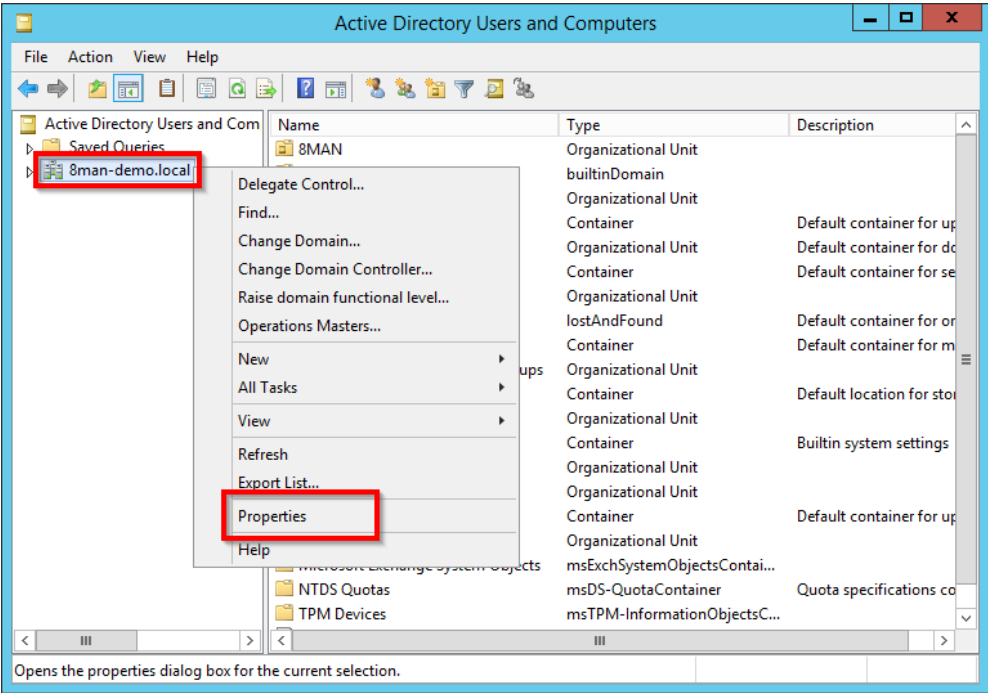 Active Directory Users and Computers
File Action View Help
Active Directory Users and Com
Saved Queries
8man-demo.local
Name Type Description
8MAN Organizational Unit
builtinDomain
Organizational Unit
Container Default container for up
Organizational Unit Default container for do
Container Default container for se
Organizational Unit
lostAndFound Default container for or
Container Default container for m
ups Organizational Unit
Container Default location for stor
Organizational Unit
Container Builtin system settings
Organizational Unit
Organizational Unit
Container Default container for up
Organizational Unit
Microsoft Exchange System Objects msExchSystemObjectsContai...
NTDS Quotas msDS-QuotaContainer Quota specifications co
TPM Devices msTPM-InformationObjectsC...
Delegate Control...
Find...
Change Domain...
Change Domain Controller...
Raise domain functional level...
Operations Masters...
New
All Tasks
View
Refresh
Export List...
Properties
Help
Opens the properties dialog box for the current selection.